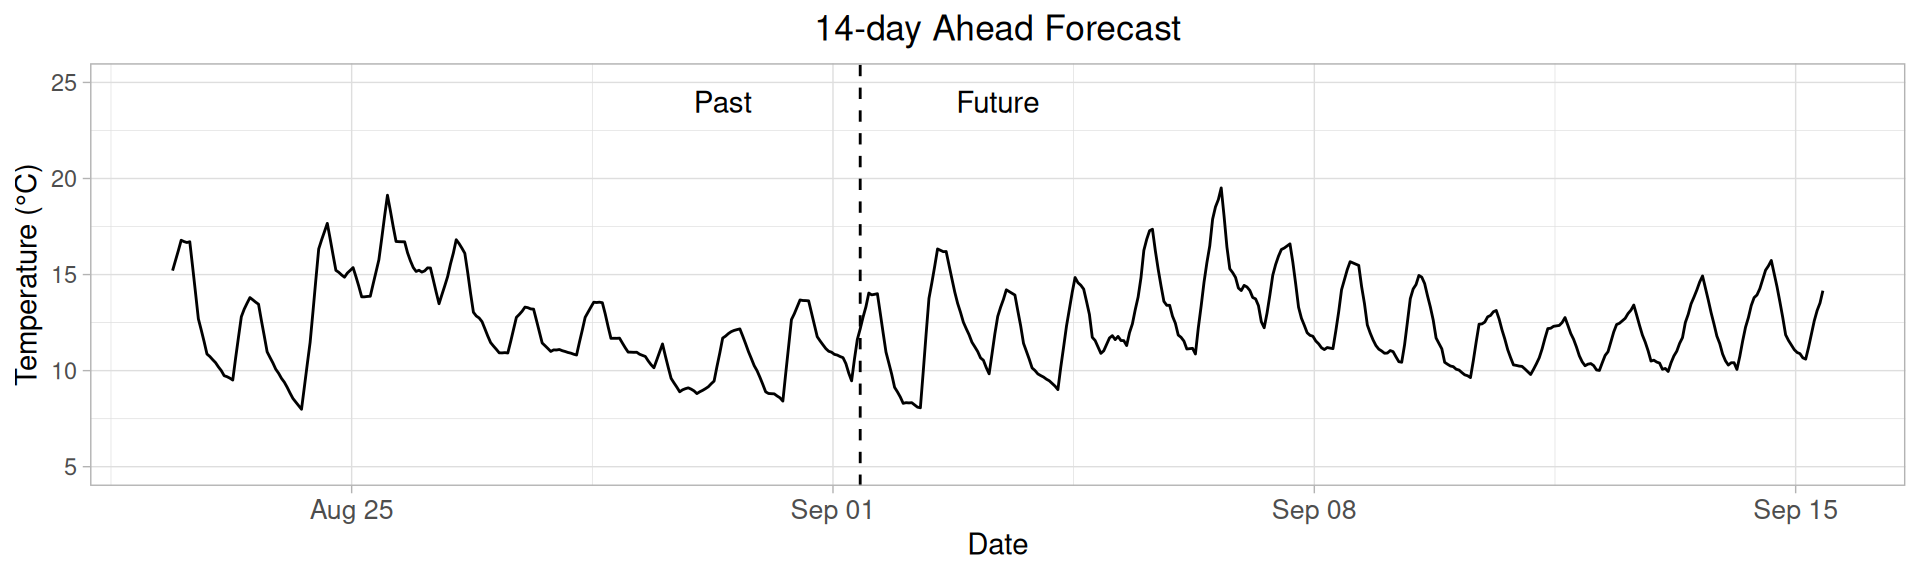 14-day Ahead Forecast
Past
Future
Temperature (°C)
25
20
15
10
5
Aug 25
Sep 01
Sep 08
Sep 15
Date